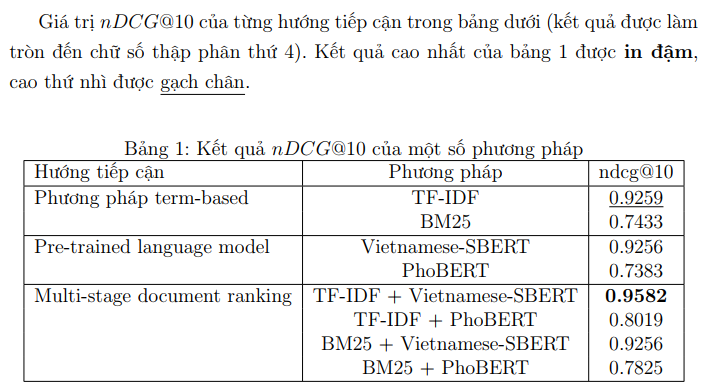 Giá trị nDCG@10 của từng hướng tiếp cận trong bảng dưới (kết quả được làm
tròn đến chữ số thập phân thứ 4). Kết quả cao nhất của bảng 1 được in đậm,
cao thứ nhì được gạch chân.
Bảng 1: Kết quả nDCG@10 của một số phương pháp
Hướng tiếp cận Phương pháp ndcg@10
Phương pháp term-based TF-IDF 0.9259
BM25 0.7433
Pre-trained language model Vietnamese-SBERT 0.9256
PhoBERT 0.7383
Multi-stage document ranking TF-IDF + Vietnamese-SBERT 0.9582
TF-IDF + PhoBERT 0.8019
BM25 + Vietnamese-SBERT 0.9256
BM25 + PhoBERT 0.7825